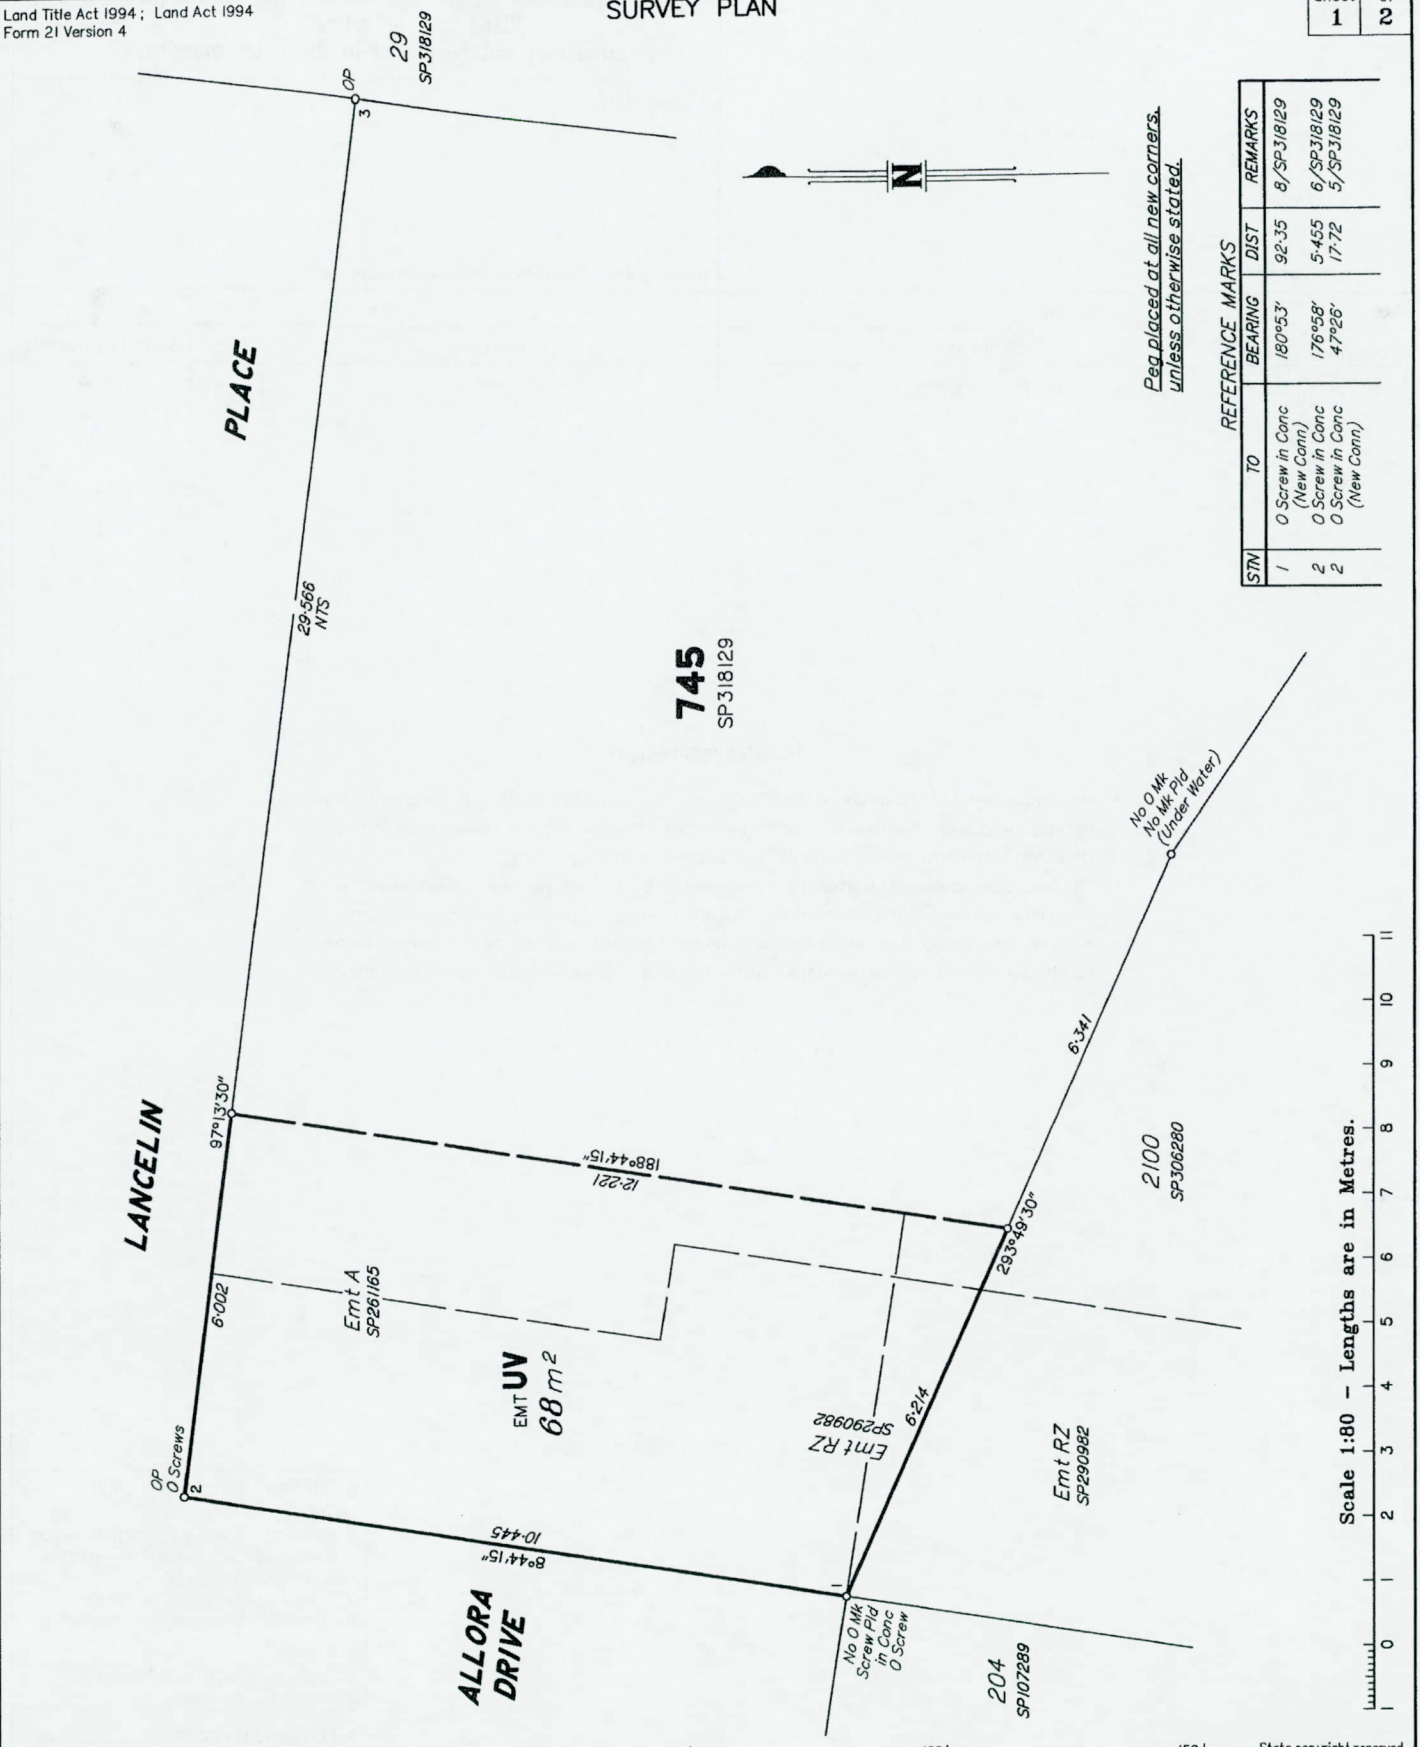 Land Title Act 1994 ; Land Act 1994
Form 21 Version 4
SURVEY PLAN
1
2
29
SP318129
OP
3
PLACE
29·566
NTS
N
Peg placed at all new corners,
unless otherwise stated.
REFERENCE MARKS
STN TO BEARING DIST REMARKS
1 O Screw in Conc 180°53' 92·35 8/SP318129
(New Conn)
2 O Screw in Conc 176°58' 5·455 6/SP318129
2 O Screw in Conc 47°26' 17·72 5/SP318129
(New Conn)
745
SP318129
No O Mk
No Mk Pld
(Under Water)
6·341
LANCELIN
97°13'30"
188°44'15"
12·221
2100
SP306280
293°49'30"
6·002
Emt A
SP261165
EMT UV
68 m²
Emt RZ
SP290982
6·214
Emt RZ
SP290982
OP
O Screws
2
10·445
8°44'15"
ALLORA
DRIVE
1
No O Mk
Screw Pld
in Conc
O Screw
204
SP107289
Scale 1:80 – Lengths are in Metres.
1 0 1 2 3 4 5 6 7 8 9 10 11
State copyright reserved